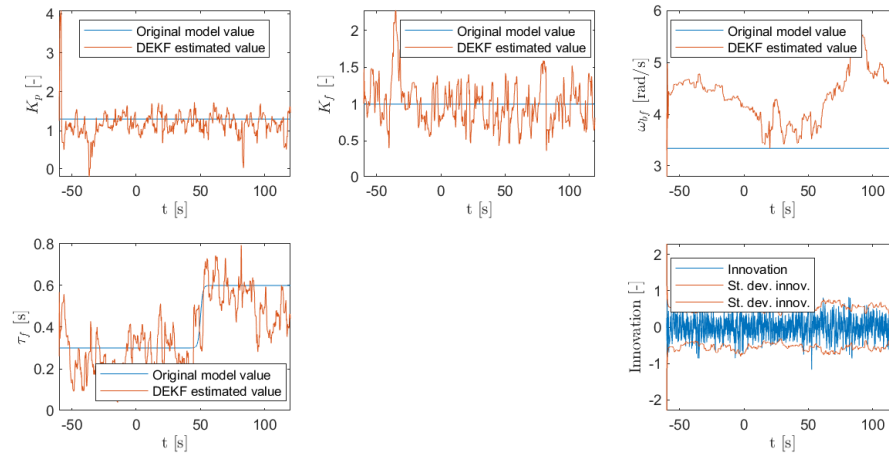 4
3
2
1
0
K_p [-]
Original model value
DEKF estimated value
-50 0 50 100
t [s]
2
1.5
1
0.5
0
K_f [-]
Original model value
DEKF estimated value
-50 0 50 100
t [s]
6
5
4
3
ω_bf [rad/s]
Original model value
DEKF estimated value
-50 0 50 100
t [s]
0.8
0.6
0.4
0.2
0
τ_f [s]
Original model value
DEKF estimated value
-50 0 50 100
t [s]
2
1
0
-1
-2
Innovation [-]
Innovation
St. dev. innov.
St. dev. innov.
-50 0 50 100
t [s]